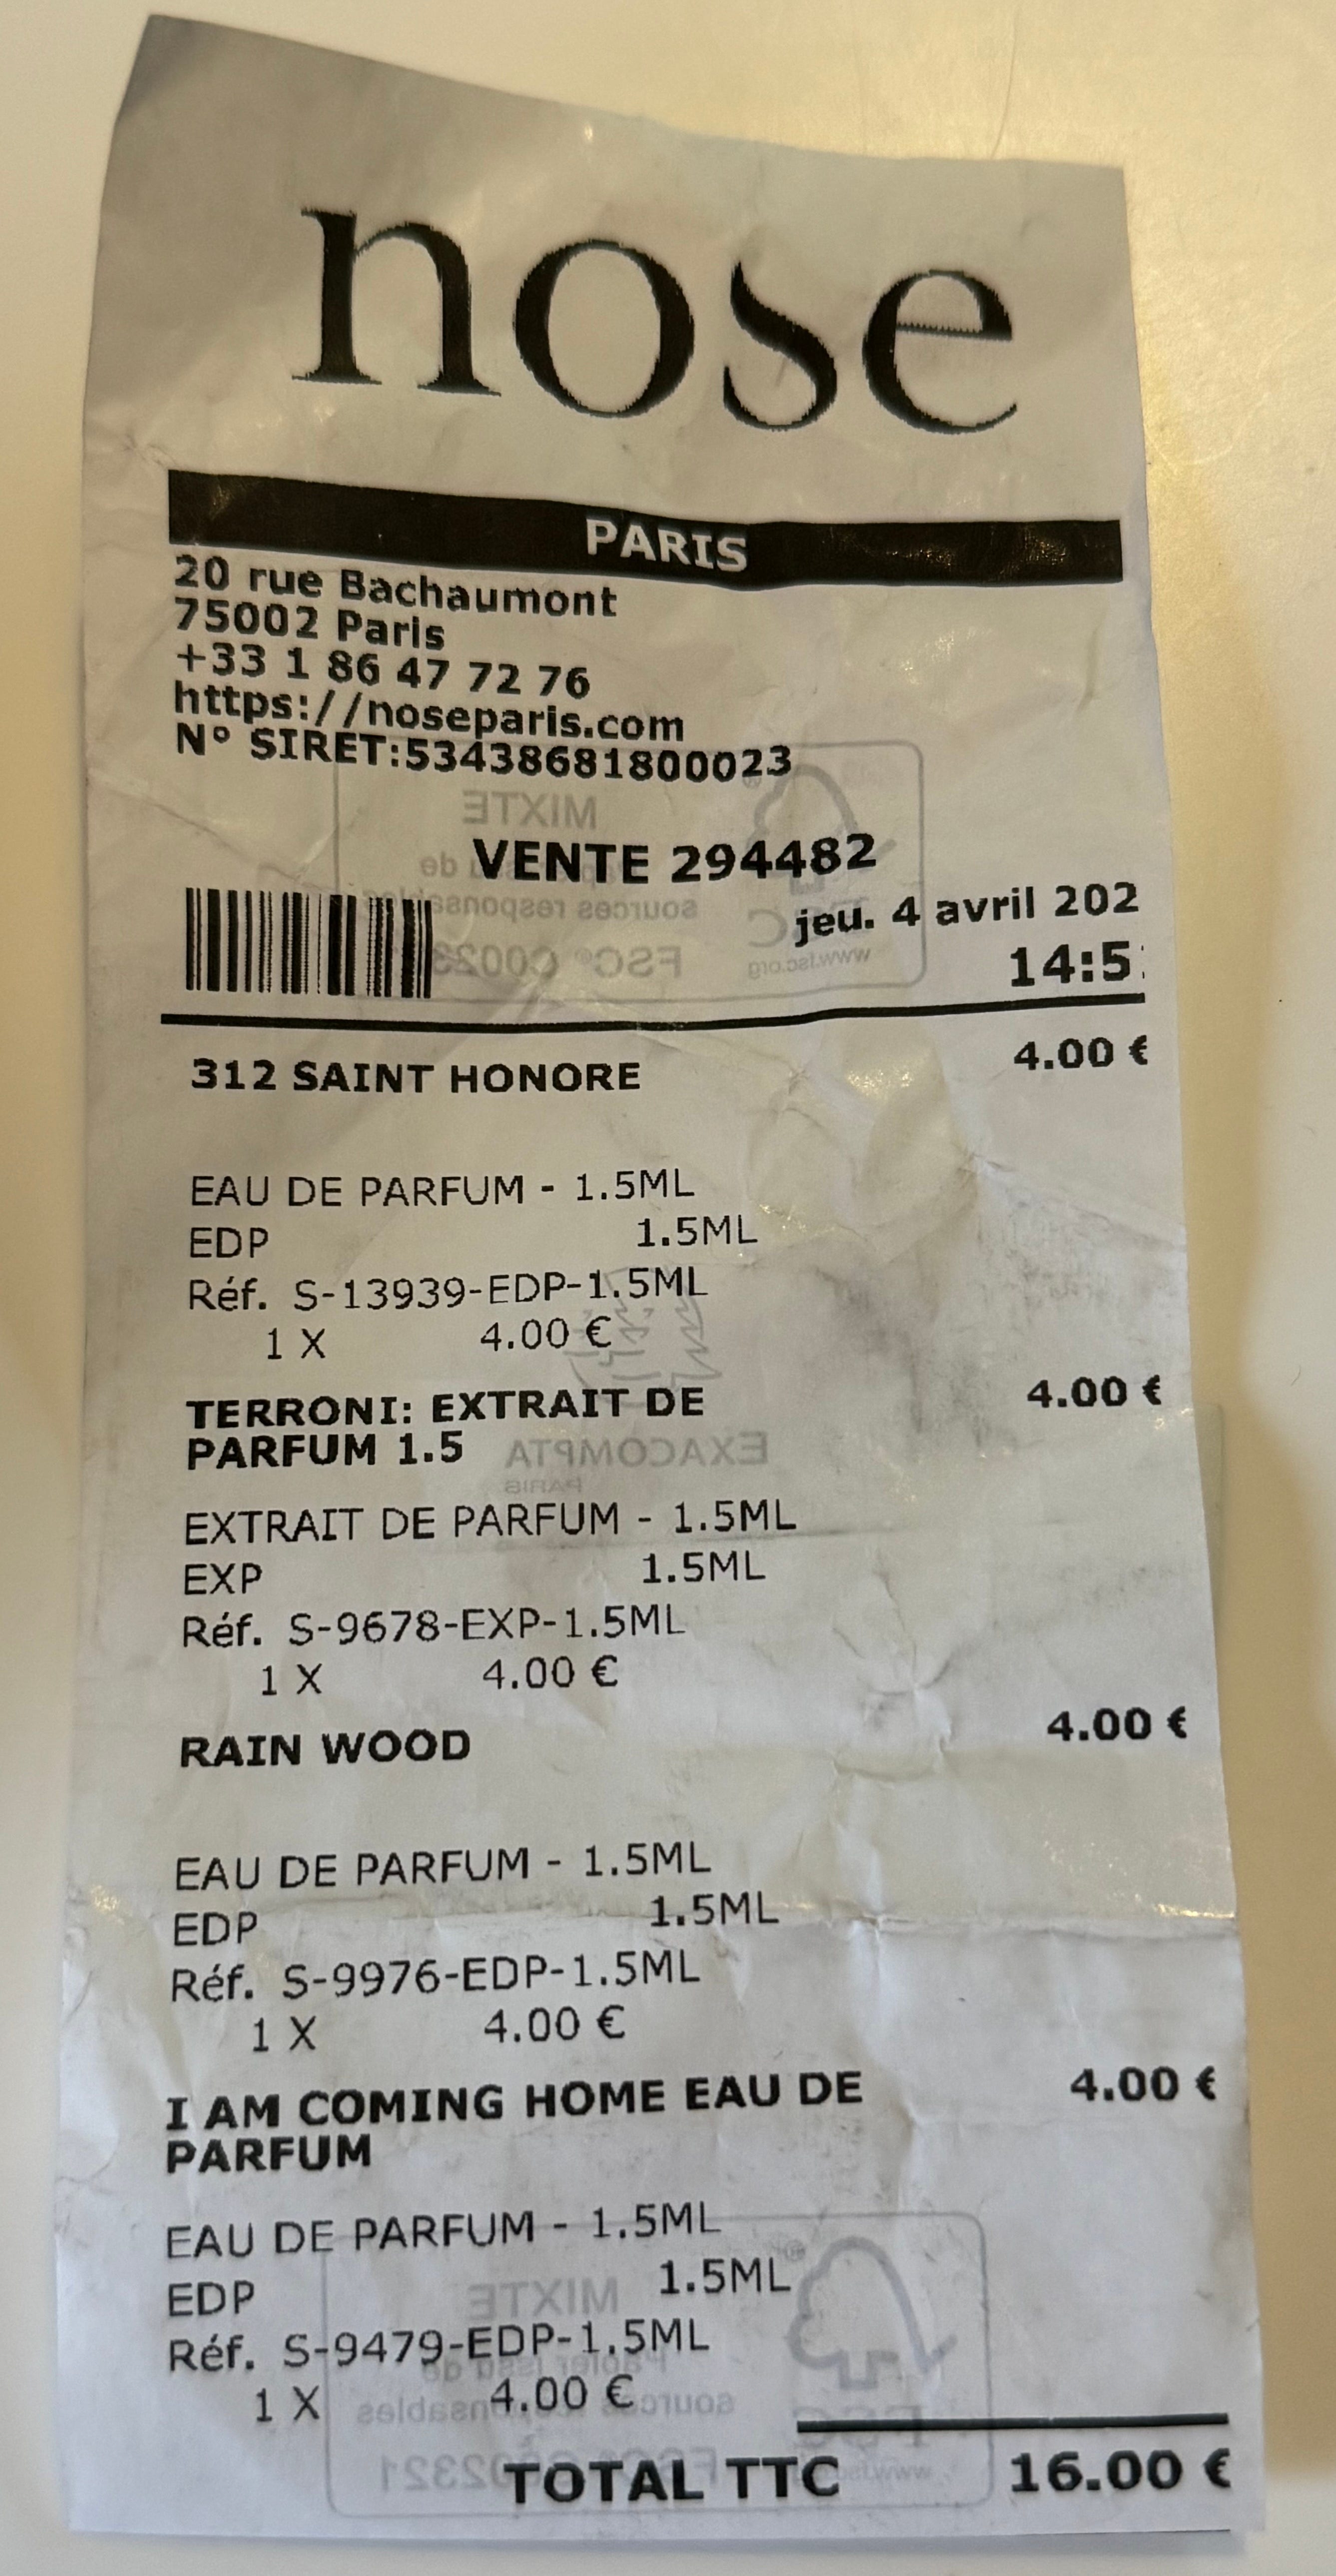 nose
PARIS
20 rue Bachaumont
75002 Paris
+33 1 86 47 72 76
https://noseparis.com
N° SIRET:53438681800023
VENTE 294482
jeu. 4 avril 202
14:5
312 SAINT HONORE 4.00 €
EAU DE PARFUM - 1.5ML
EDP 1.5ML
Réf. S-13939-EDP-1.5ML
1 X 4.00 €
TERRONI: EXTRAIT DE 4.00 €
PARFUM 1.5
EXACOMPTA
PARIS
EXTRAIT DE PARFUM - 1.5ML
EXP 1.5ML
Réf. S-9678-EXP-1.5ML
1 X 4.00 €
RAIN WOOD 4.00 €
EAU DE PARFUM - 1.5ML
EDP 1.5ML
Réf. S-9976-EDP-1.5ML
1 X 4.00 €
I AM COMING HOME EAU DE 4.00 €
PARFUM
EAU DE PARFUM - 1.5ML
EDP 1.5ML
MIXTE
Réf. S-9479-EDP-1.5ML
1 X 4.00 €
TOTAL TTC 16.00 €